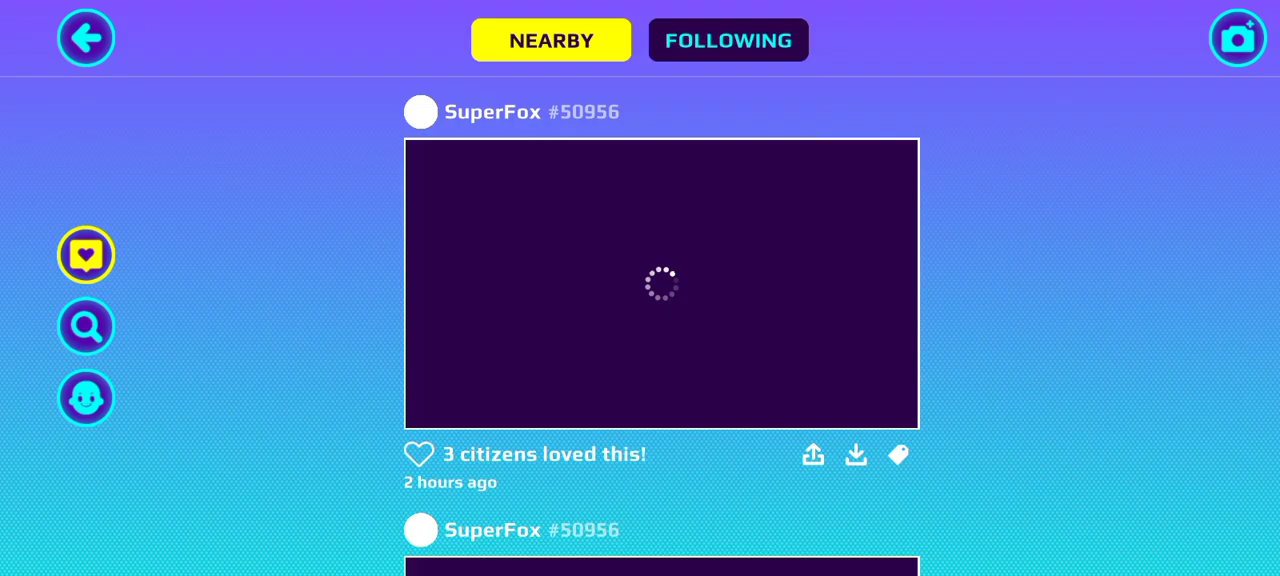 NEARBY
FOLLOWING
SuperFox #50956
3 citizens loved this!
2 hours ago
SuperFox #50956